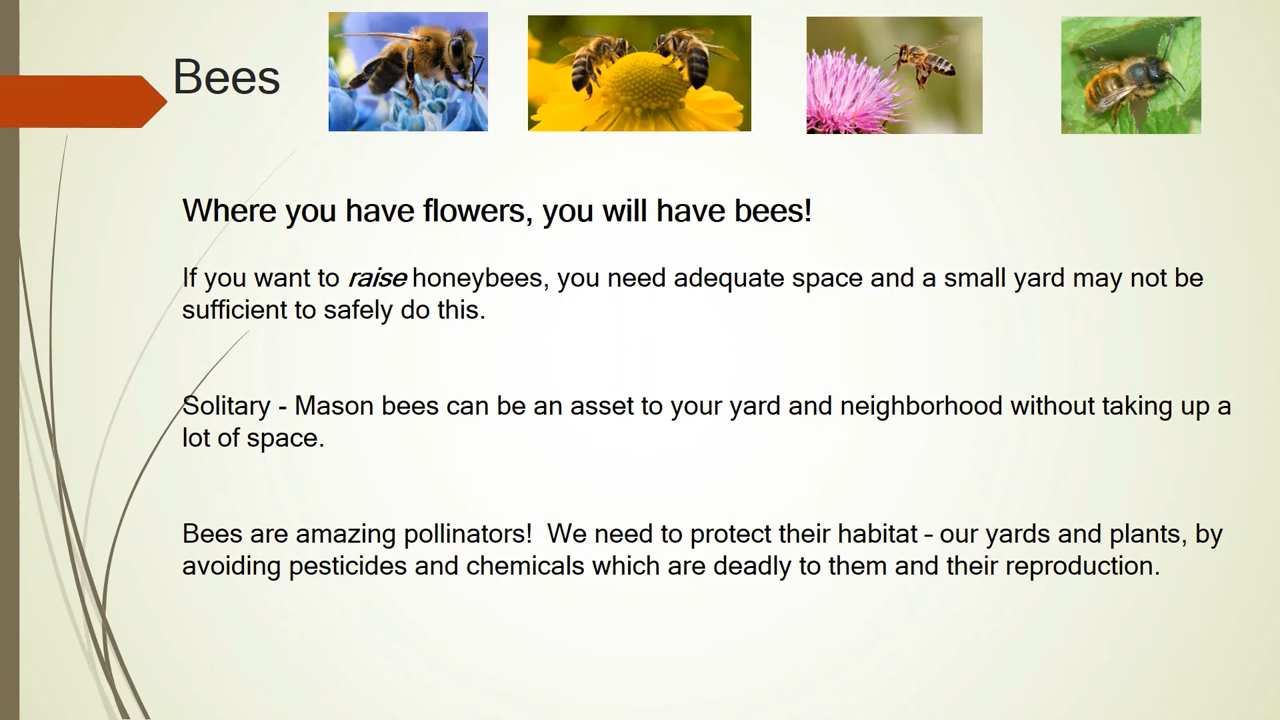 Bees
Where you have flowers, you will have bees!
If you want to raise honeybees, you need adequate space and a small yard may not be
sufficient to safely do this.
Solitary - Mason bees can be an asset to your yard and neighborhood without taking up a
lot of space.
Bees are amazing pollinators!  We need to protect their habitat – our yards and plants, by
avoiding pesticides and chemicals which are deadly to them and their reproduction.